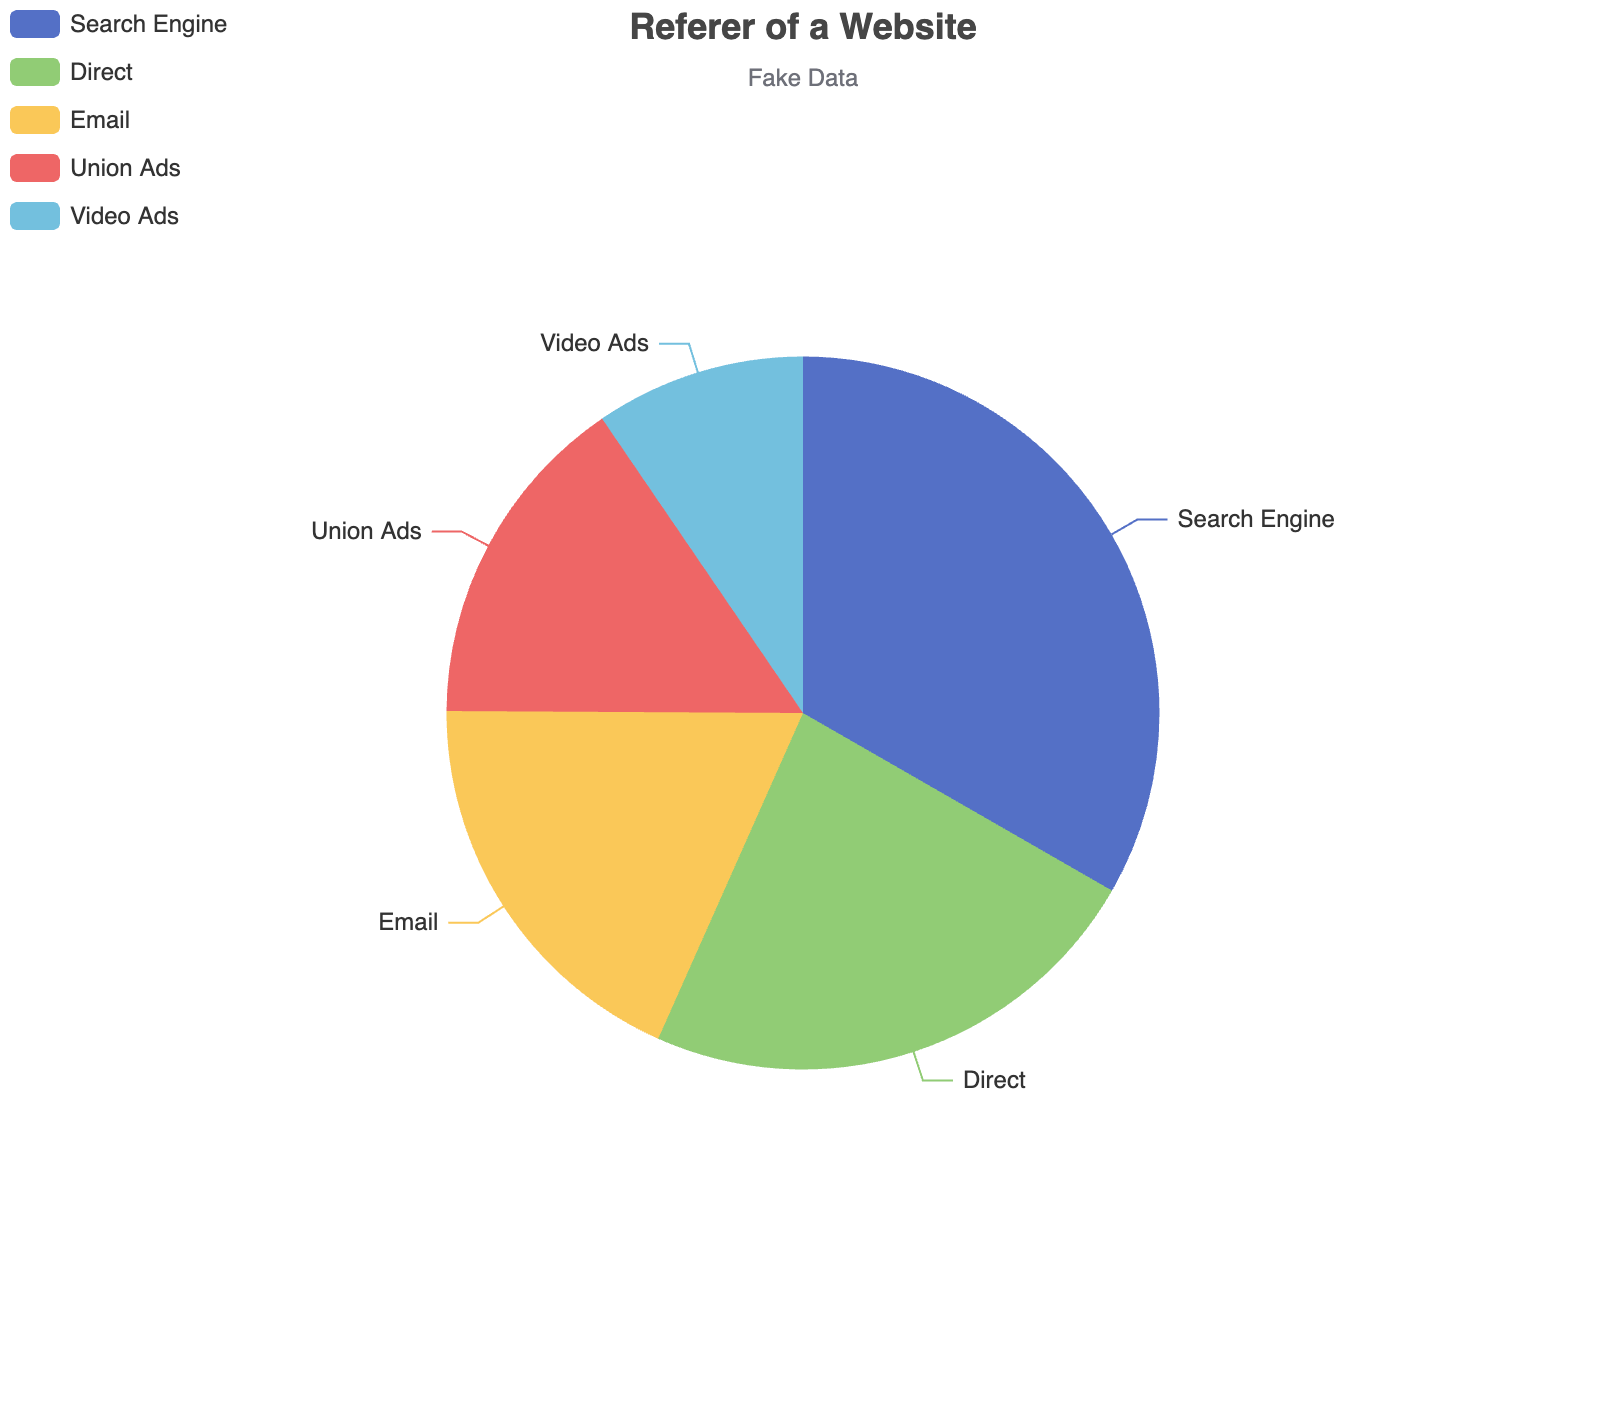 Referer of a Website
Fake Data
Search Engine
Direct
Email
Union Ads
Video Ads
Video Ads
Search Engine
Union Ads
Email
Direct